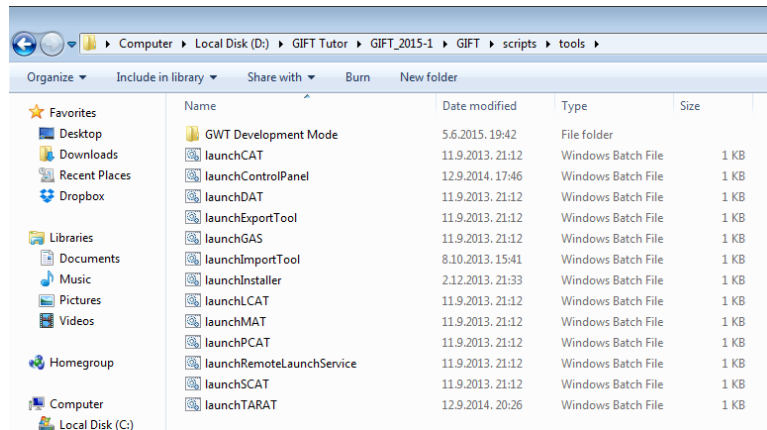 Computer Local Disk (D:) GIFT Tutor GIFT_2015-1 GIFT scripts tools
Organize Include in library Share with Burn New folder
Name Date modified Type Size
Favorites
Desktop
Downloads
Recent Places
Dropbox
Libraries
Documents
Music
Pictures
Videos
Homegroup
Computer
Local Disk (C:)
GWT Development Mode 5.6.2015. 19:42 File folder
launchCAT 11.9.2013. 21:12 Windows Batch File 1 KB
launchControlPanel 12.9.2014. 17:46 Windows Batch File 1 KB
launchDAT 11.9.2013. 21:12 Windows Batch File 1 KB
launchExportTool 11.9.2013. 21:12 Windows Batch File 1 KB
launchGAS 11.9.2013. 21:12 Windows Batch File 1 KB
launchImportTool 8.10.2013. 15:41 Windows Batch File 1 KB
launchInstaller 2.12.2013. 21:33 Windows Batch File 1 KB
launchLCAT 11.9.2013. 21:12 Windows Batch File 1 KB
launchMAT 11.9.2013. 21:12 Windows Batch File 1 KB
launchPCAT 11.9.2013. 21:12 Windows Batch File 1 KB
launchRemoteLaunchService 11.9.2013. 21:12 Windows Batch File 1 KB
launchSCAT 11.9.2013. 21:12 Windows Batch File 1 KB
launchTARAT 12.9.2014. 20:26 Windows Batch File 1 KB